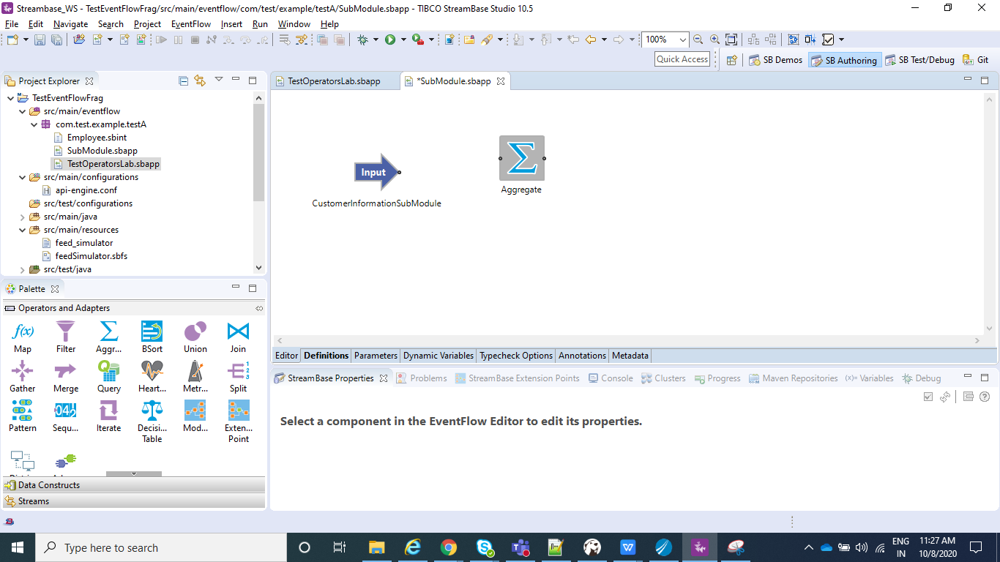 Streambase_WS - TestEventFlowFrag/src/main/eventflow/com/test/example/testA/SubModule.sbapp - TIBCO StreamBase Studio 10.5
File Edit Navigate Search Project EventFlow Insert Run Window Help
100%
Quick Access
SB Demos SB Authoring SB Test/Debug Git
Project Explorer
TestEventFlowFrag
src/main/eventflow
com.test.example.testA
Employee.sbint
SubModule.sbapp
TestOperatorsLab.sbapp
src/main/configurations
api-engine.conf
src/test/configurations
src/main/java
src/main/resources
feed_simulator
feedSimulator.sbfs
src/test/java
TestOperatorsLab.sbapp *SubModule.sbapp
Input
CustomerInformationSubModule
Aggregate
Editor Definitions Parameters Dynamic Variables Typecheck Options Annotations Metadata
Palette
Operators and Adapters
Map Filter Aggr... BSort Union Join
Gather Merge Query Heart... Metr... Split
Pattern Sequ... Iterate Decisi... Mod... Exten...
Table Point
Data Constructs
Streams
StreamBase Properties Problems StreamBase Extension Points Console Clusters Progress Maven Repositories (x)= Variables Debug
Select a component in the EventFlow Editor to edit its properties.
Type here to search
ENG
IN
11:27 AM
10/8/2020